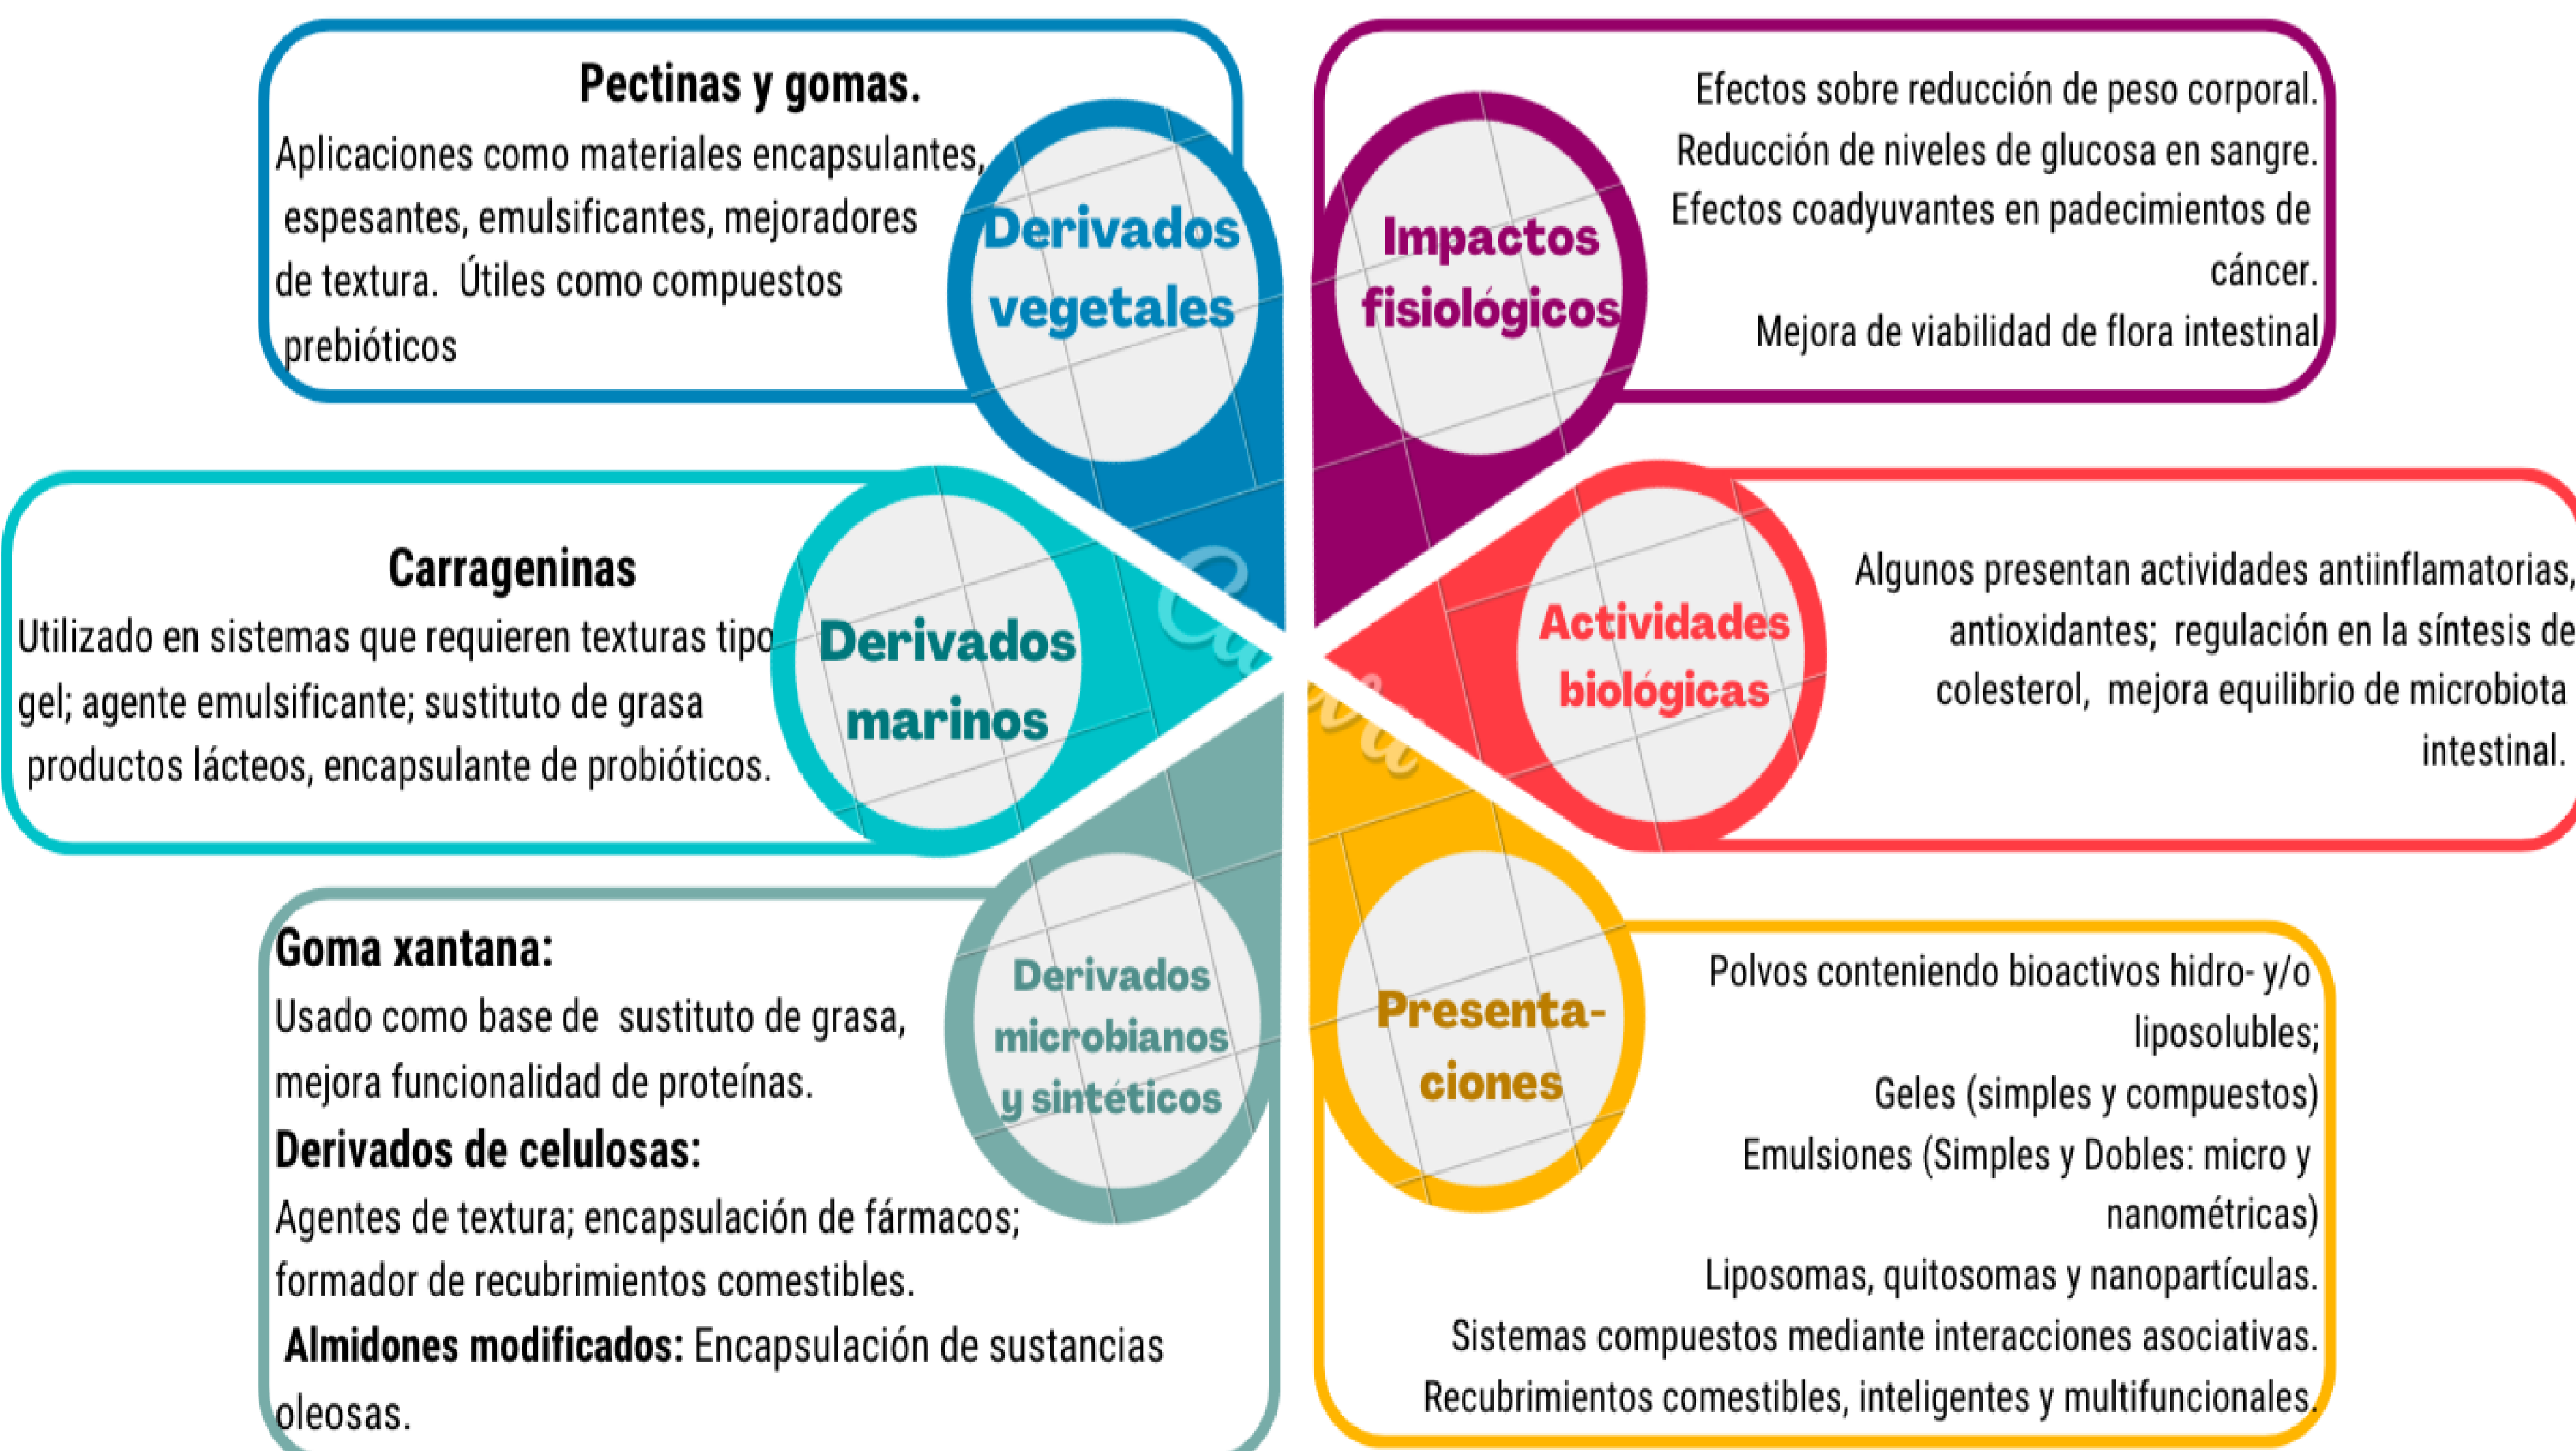 Pectinas y gomas.
Aplicaciones como materiales encapsulantes,
espesantes, emulsificantes, mejoradores
de textura. Útiles como compuestos
prebióticos
Derivados
vegetales
Impactos
fisiológicos
Efectos sobre reducción de peso corporal.
Reducción de niveles de glucosa en sangre.
Efectos coadyuvantes en padecimientos de
cáncer.
Mejora de viabilidad de flora intestinal
Carrageninas
Utilizado en sistemas que requieren texturas tipo
gel; agente emulsificante; sustituto de grasa
productos lácteos, encapsulante de probióticos.
Derivados
marinos
Canva
Actividades
biológicas
Algunos presentan actividades antiinflamatorias,
antioxidantes; regulación en la síntesis de
colesterol, mejora equilibrio de microbiota
intestinal.
Goma xantana:
Usado como base de sustituto de grasa,
mejora funcionalidad de proteínas.
Derivados de celulosas:
Agentes de textura; encapsulación de fármacos;
formador de recubrimientos comestibles.
Almidones modificados: Encapsulación de sustancias
oleosas.
Derivados
microbianos
y sintéticos
Presenta-
ciones
Polvos conteniendo bioactivos hidro- y/o
liposolubles;
Geles (simples y compuestos)
Emulsiones (Simples y Dobles: micro y
nanométricas)
Liposomas, quitosomas y nanopartículas.
Sistemas compuestos mediante interacciones asociativas.
Recubrimientos comestibles, inteligentes y multifuncionales.